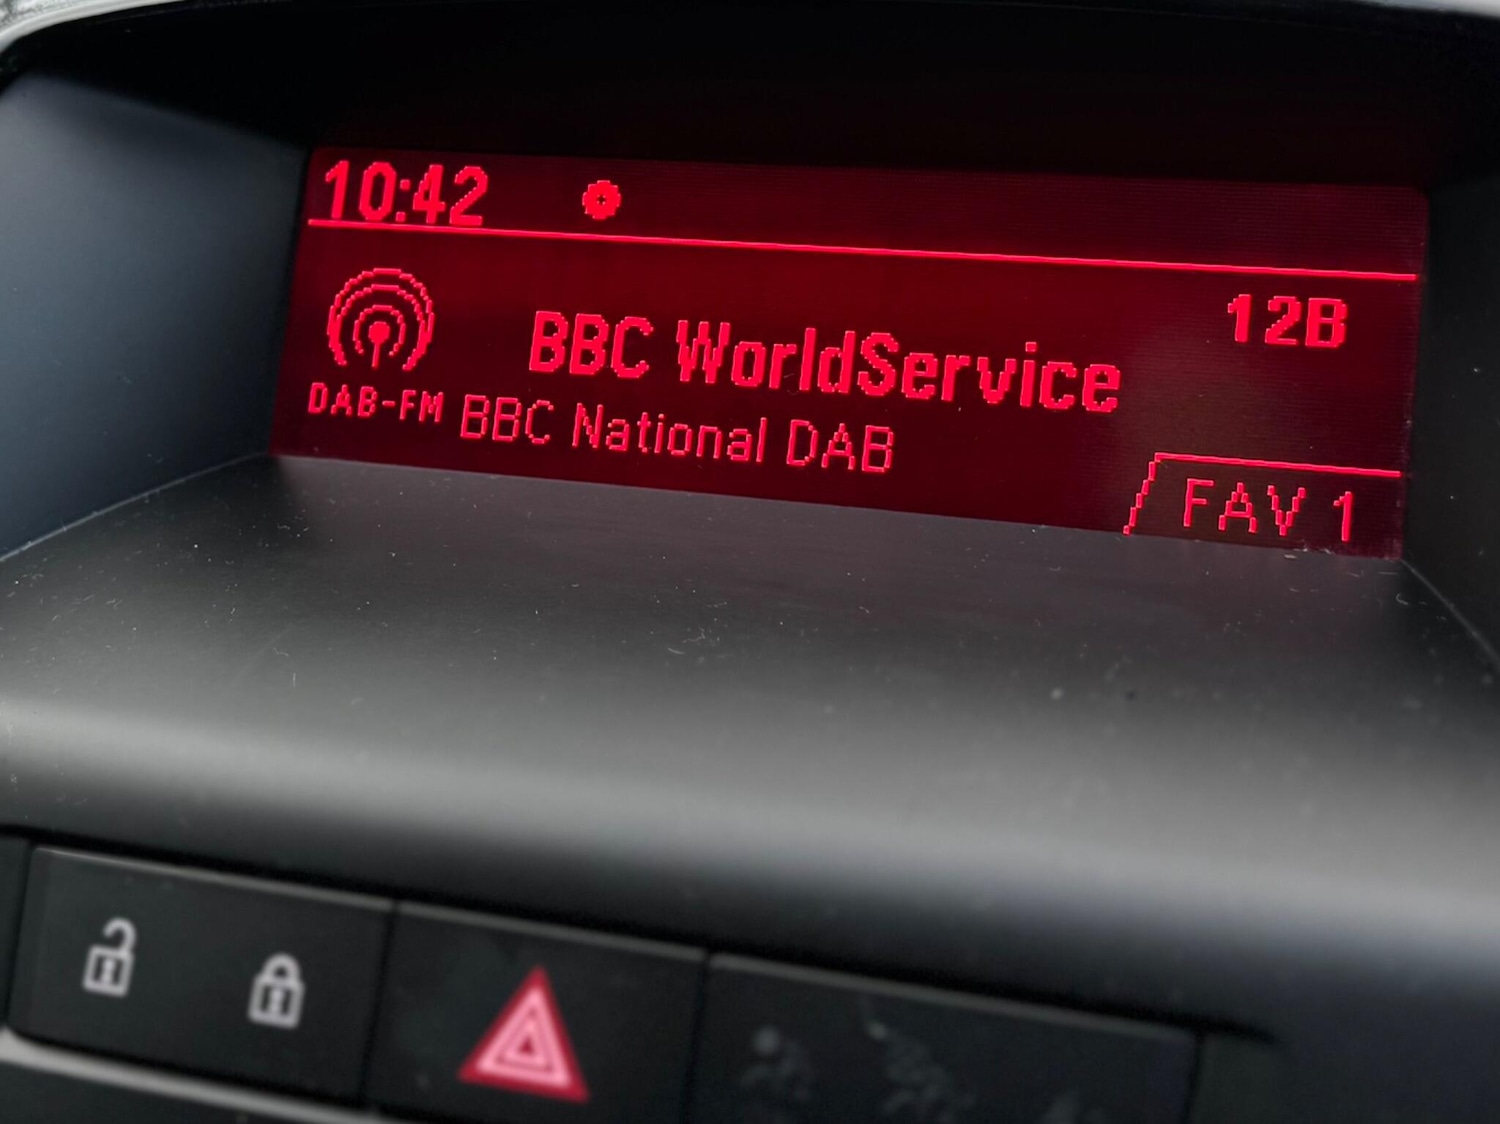 10:42
12B
BBC WorldService
DAB-FM BBC National DAB
FAV 1